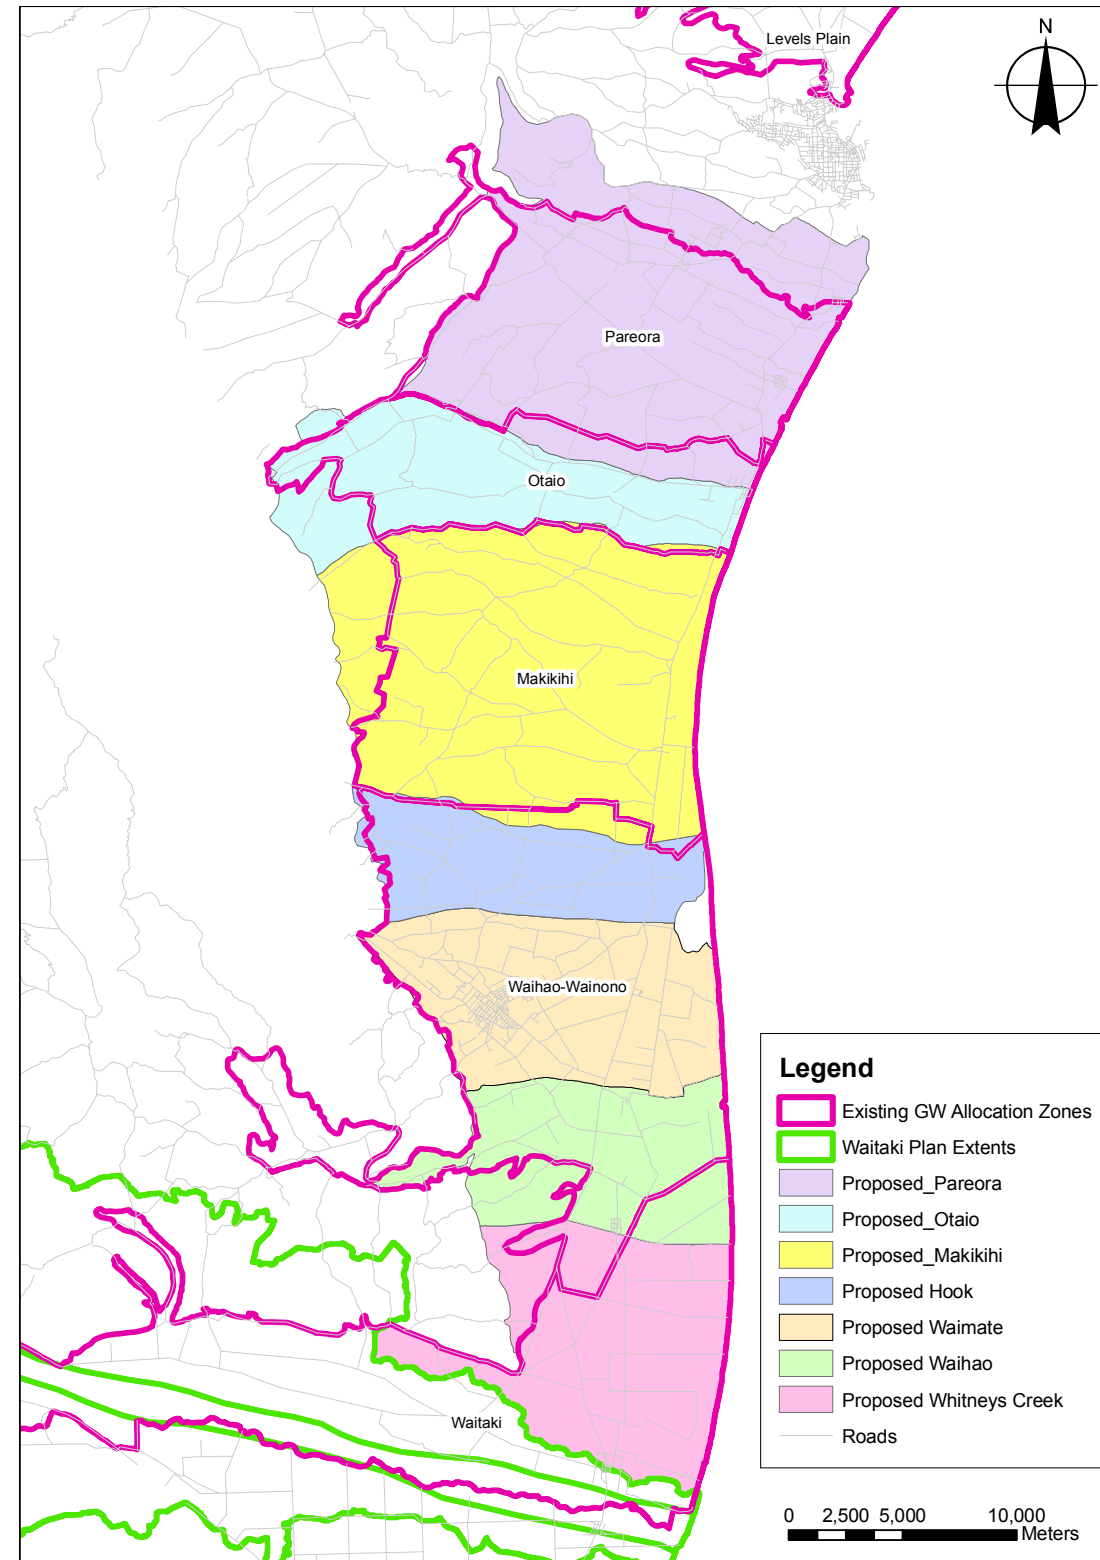 Levels Plain
N
Pareora
Otaio
Makikihi
Waihao-Wainono
Waitaki
Legend
Existing GW Allocation Zones
Waitaki Plan Extents
Proposed_Pareora
Proposed_Otaio
Proposed_Makikihi
Proposed Hook
Proposed Waimate
Proposed Waihao
Proposed Whitneys Creek
Roads
0 2,500 5,000 10,000
Meters